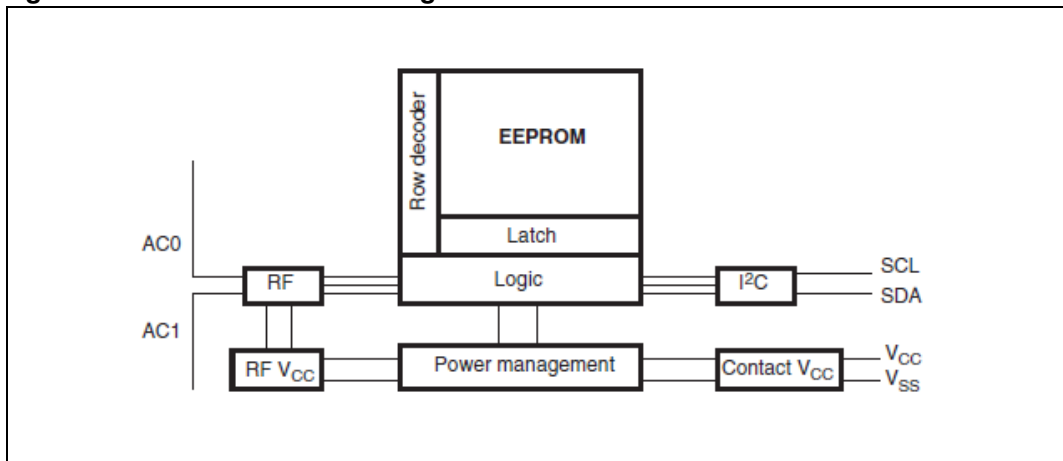 Row decoder
EEPROM
Latch
AC0
RF
Logic
I²C
SCL
SDA
AC1
RF VCC
Power management
Contact VCC
VCC
VSS